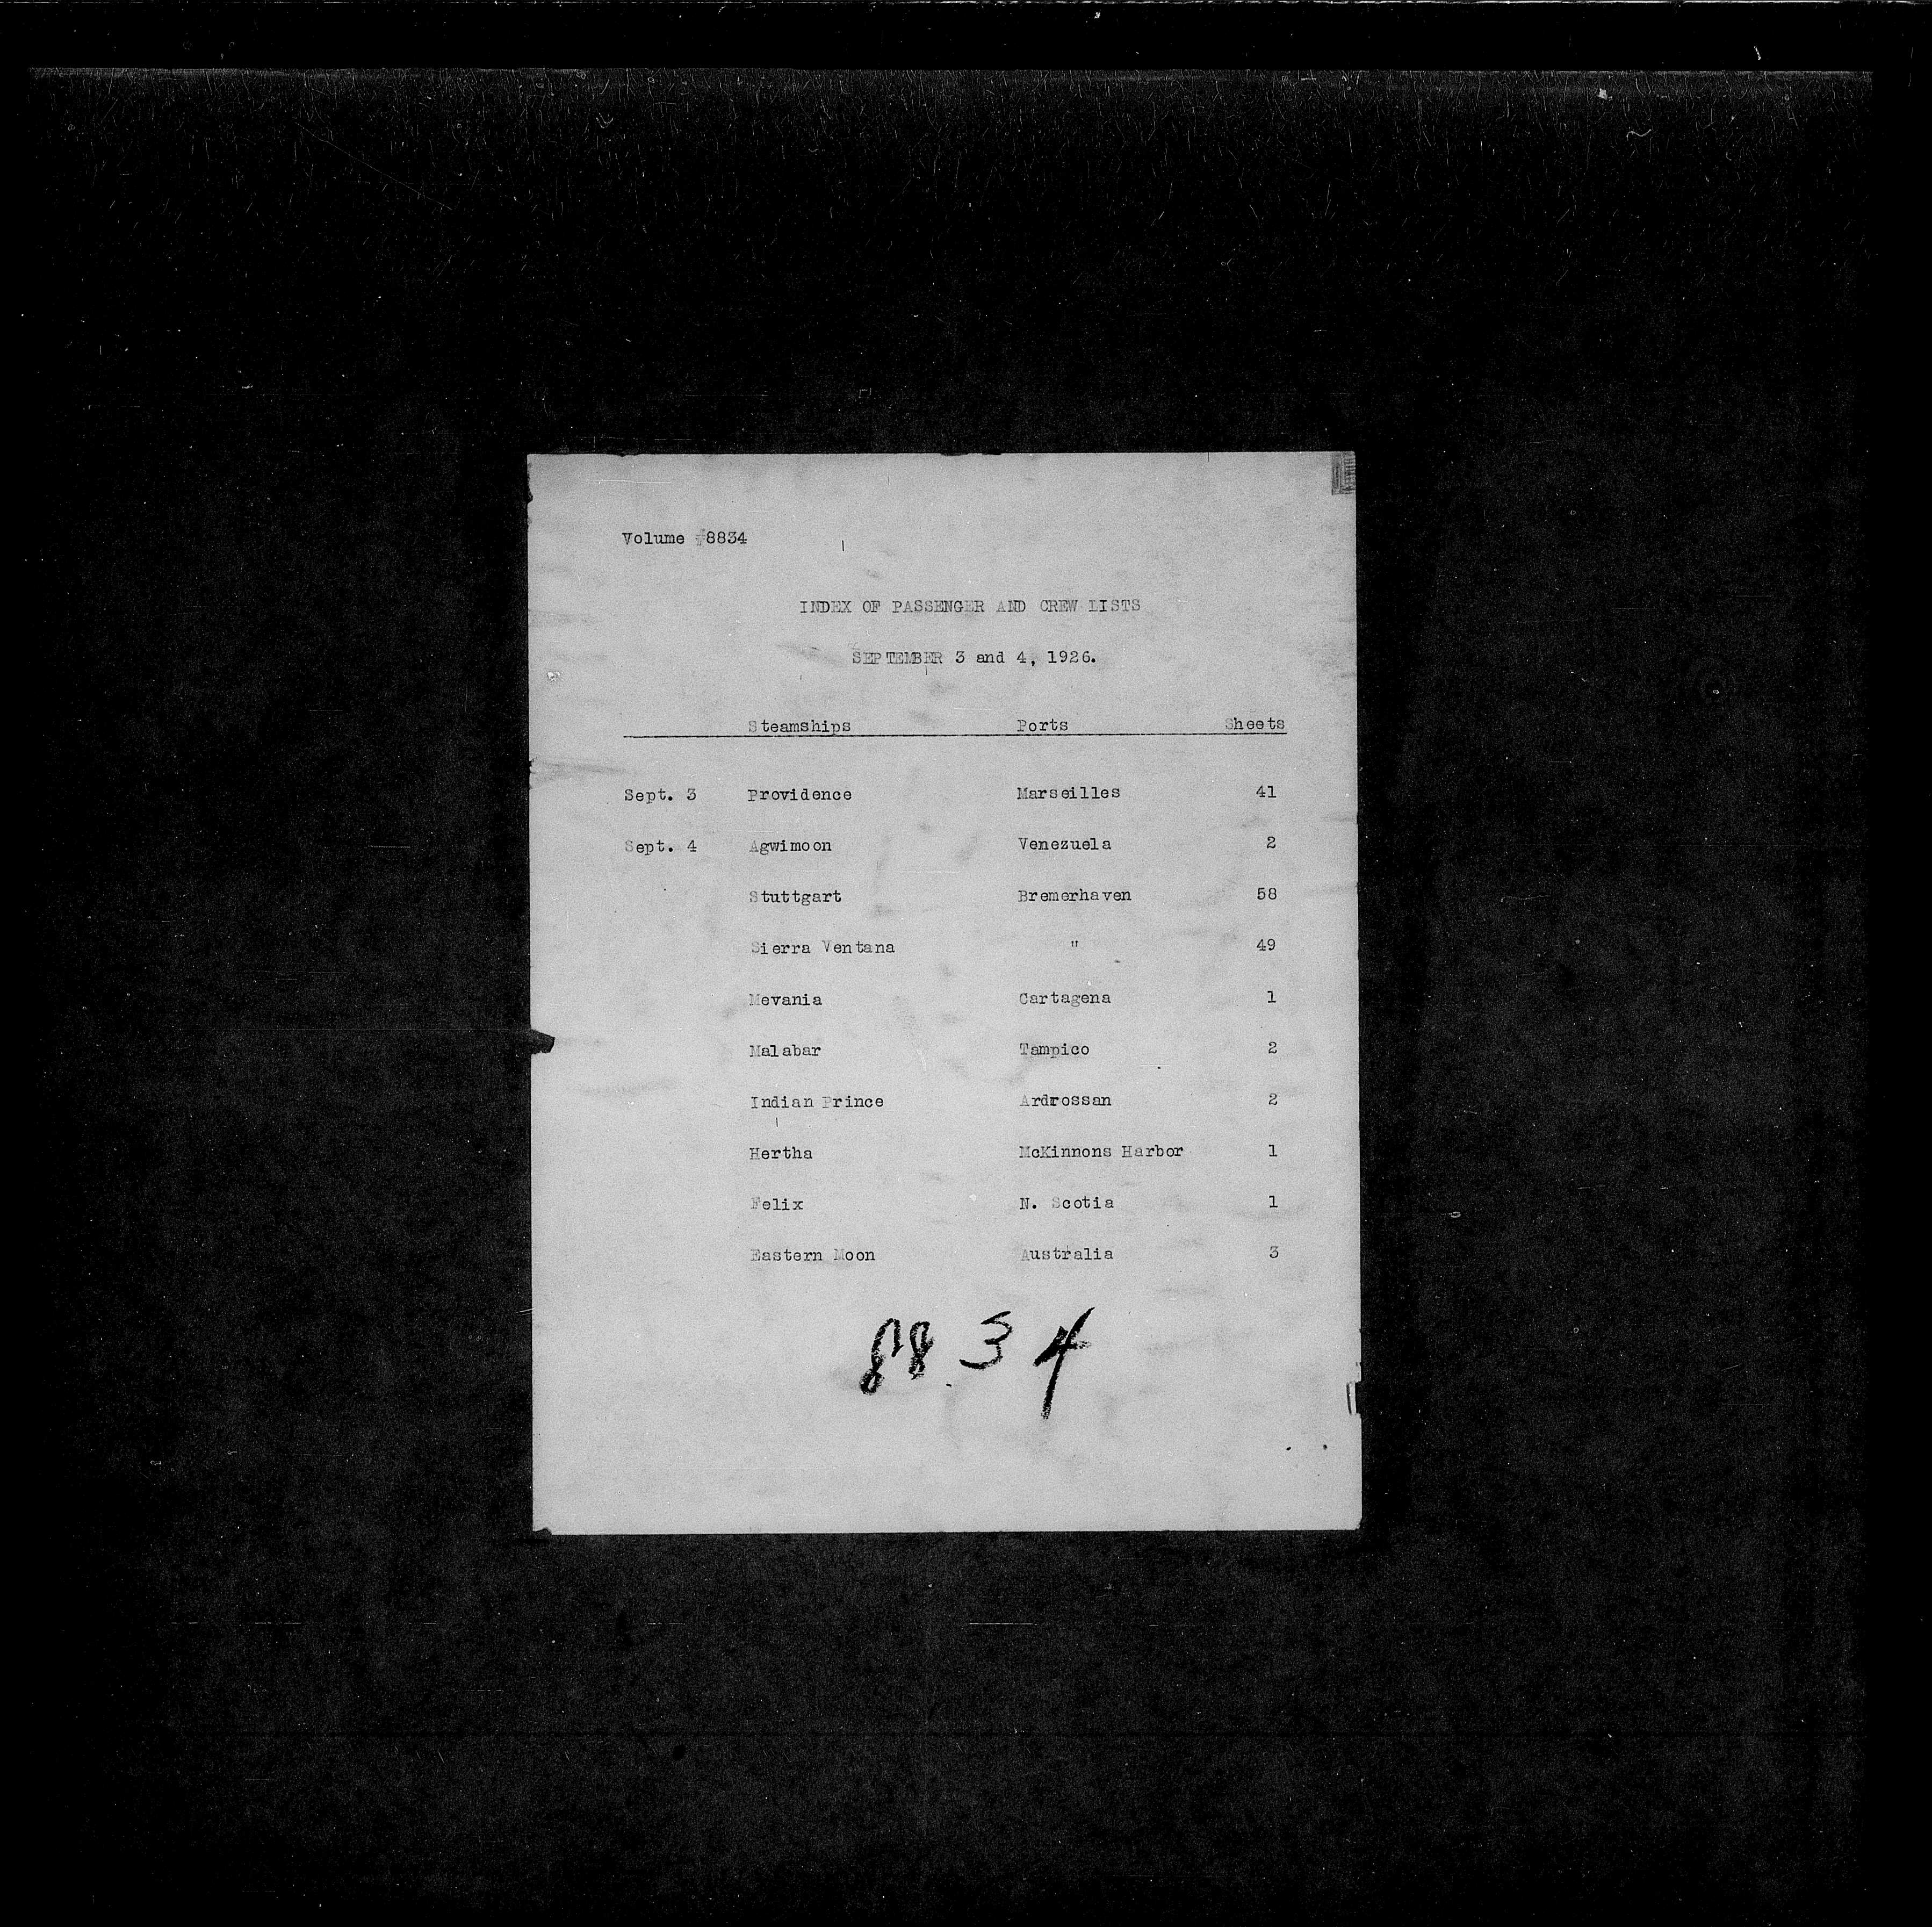 Volume #8834
INDEX OF PASSENGER AND CREW LISTS
SEPTEMBER 3 and 4, 1926.
Steamships Ports Sheets
Sept. 3 Providence Marseilles 41
Sept. 4 Agwimoon Venezuela 2
Stuttgart Bremerhaven 58
Sierra Ventana " 49
Mevania Cartagena 1
Malabar Tampico 2
Indian Prince Ardrossan 2
Hertha McKinnons Harbor 1
Felix N. Scotia 1
Eastern Moon Australia 3
8834